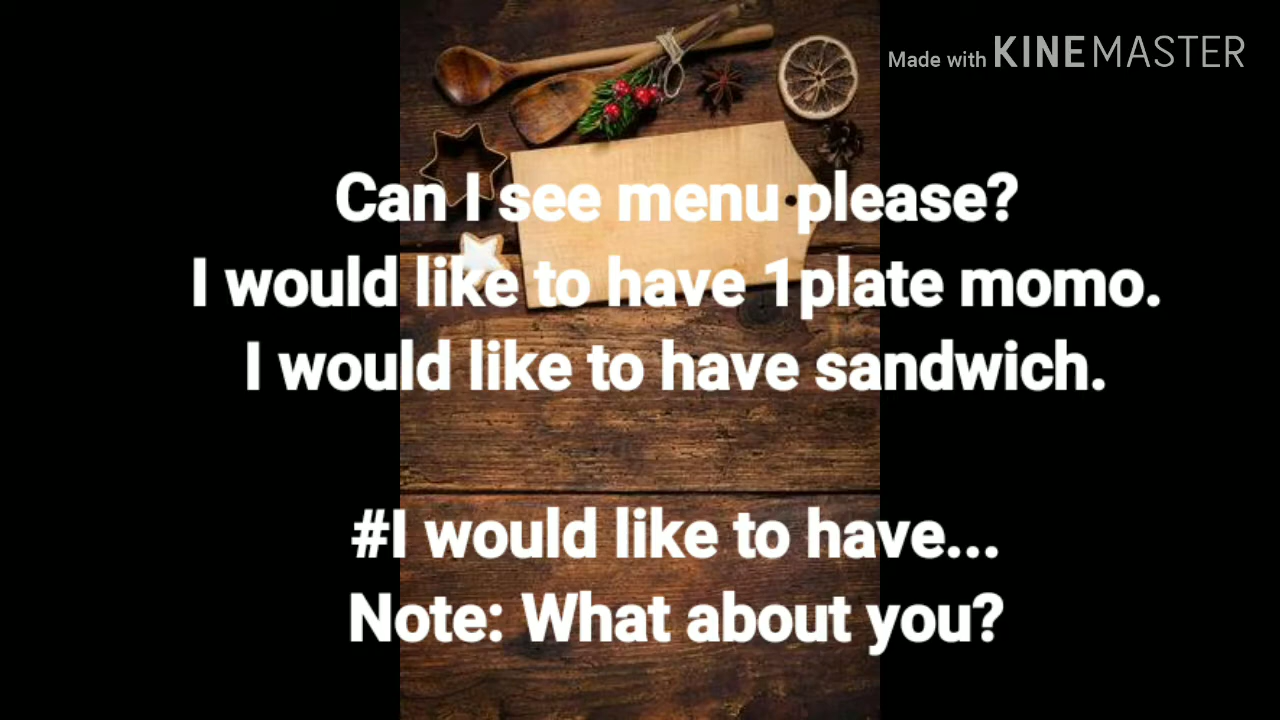 Made with KINEMASTER
Can I see menu please?
I would like to have 1plate momo.
I would like to have sandwich.
#I would like to have...
Note: What about you?